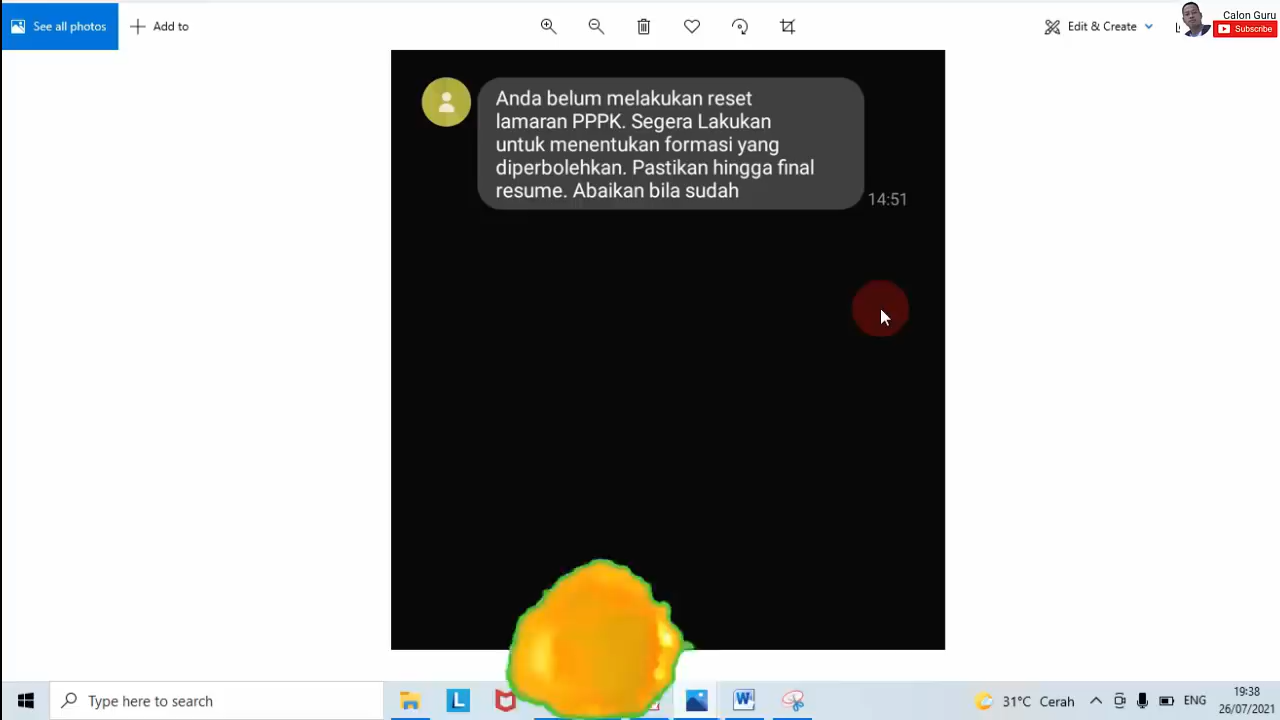 See all photos
Add to
Edit & Create
Calon Guru
Subscribe
Anda belum melakukan reset
lamaran PPPK. Segera Lakukan
untuk menentukan formasi yang
diperbolehkan. Pastikan hingga final
resume. Abaikan bila sudah
14:51
Type here to search
31°C Cerah
ENG
19:38
26/07/2021